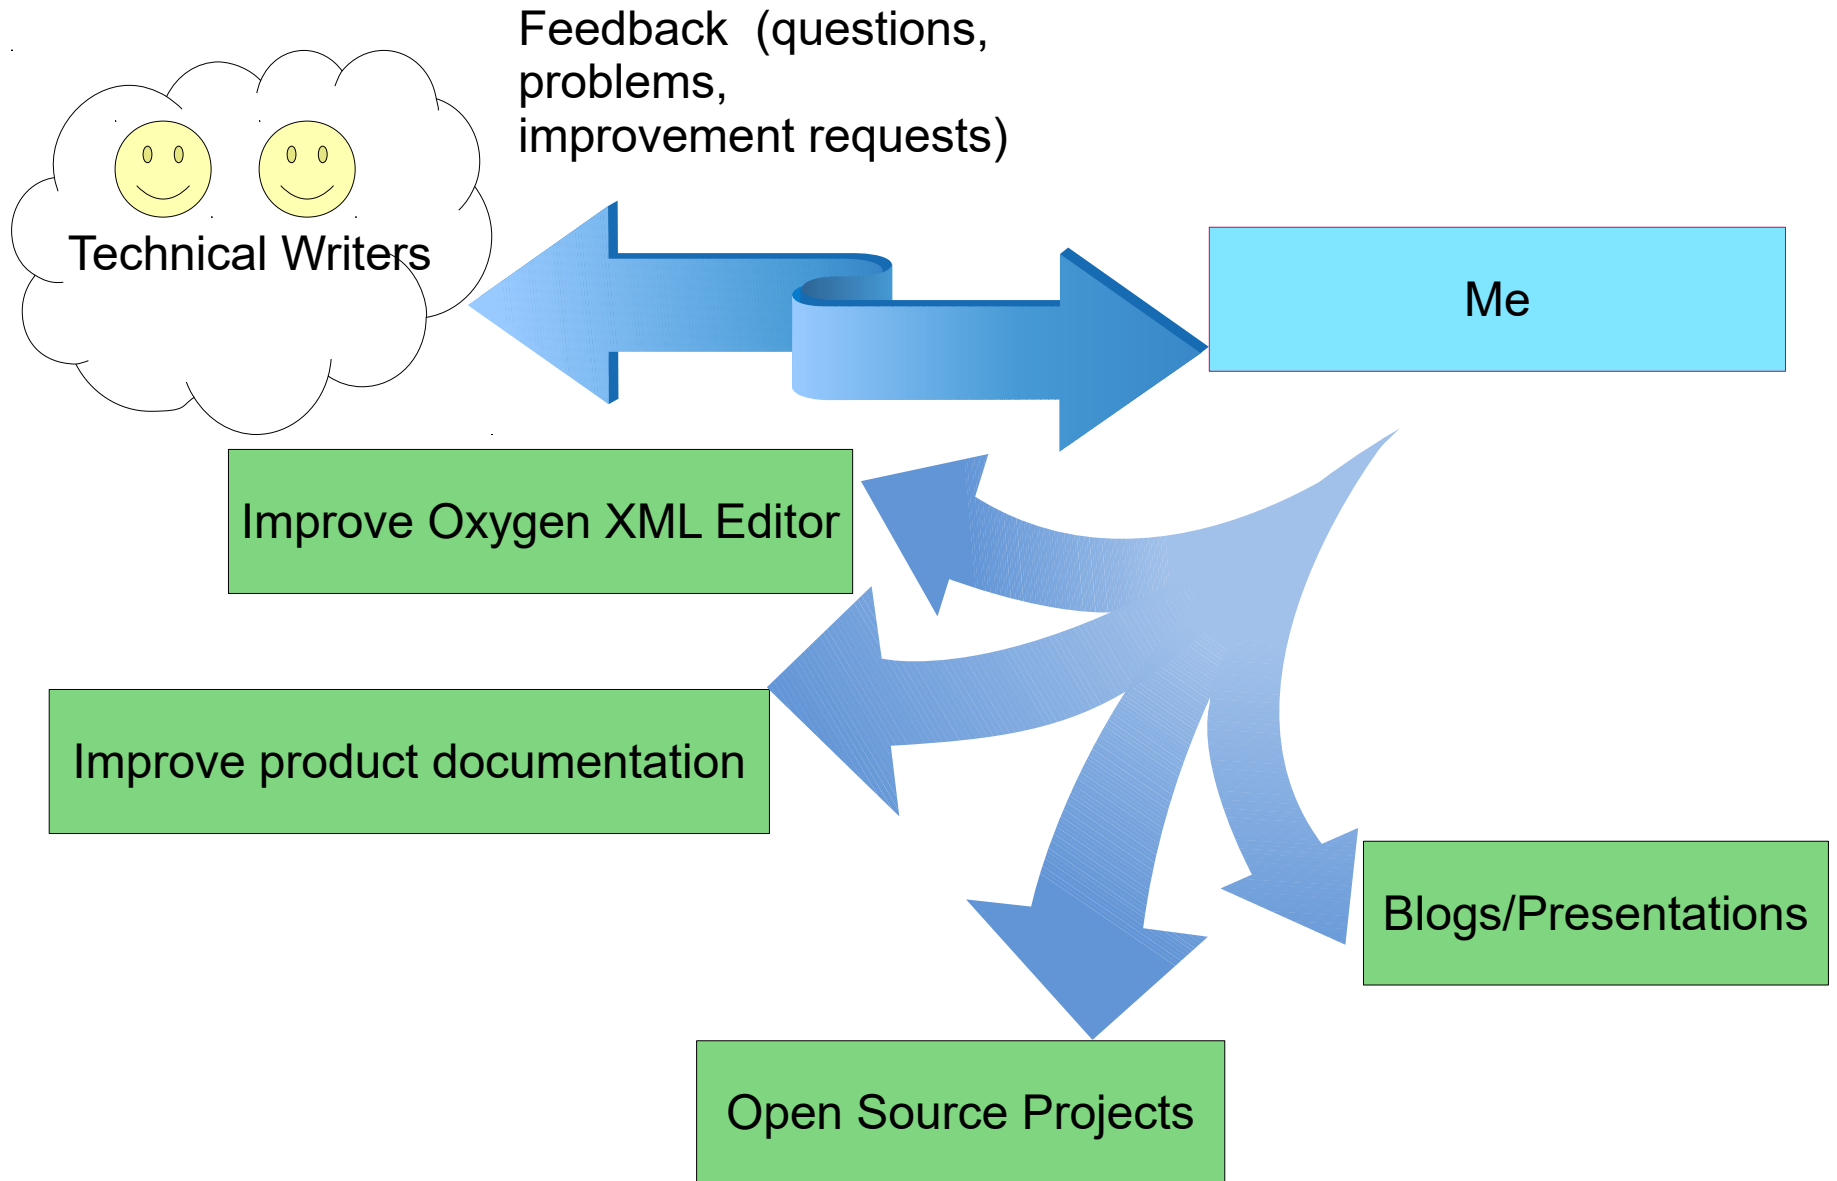 Feedback  (questions,
problems,
improvement requests)
Technical Writers
Me
Improve Oxygen XML Editor
Improve product documentation
Blogs/Presentations
Open Source Projects